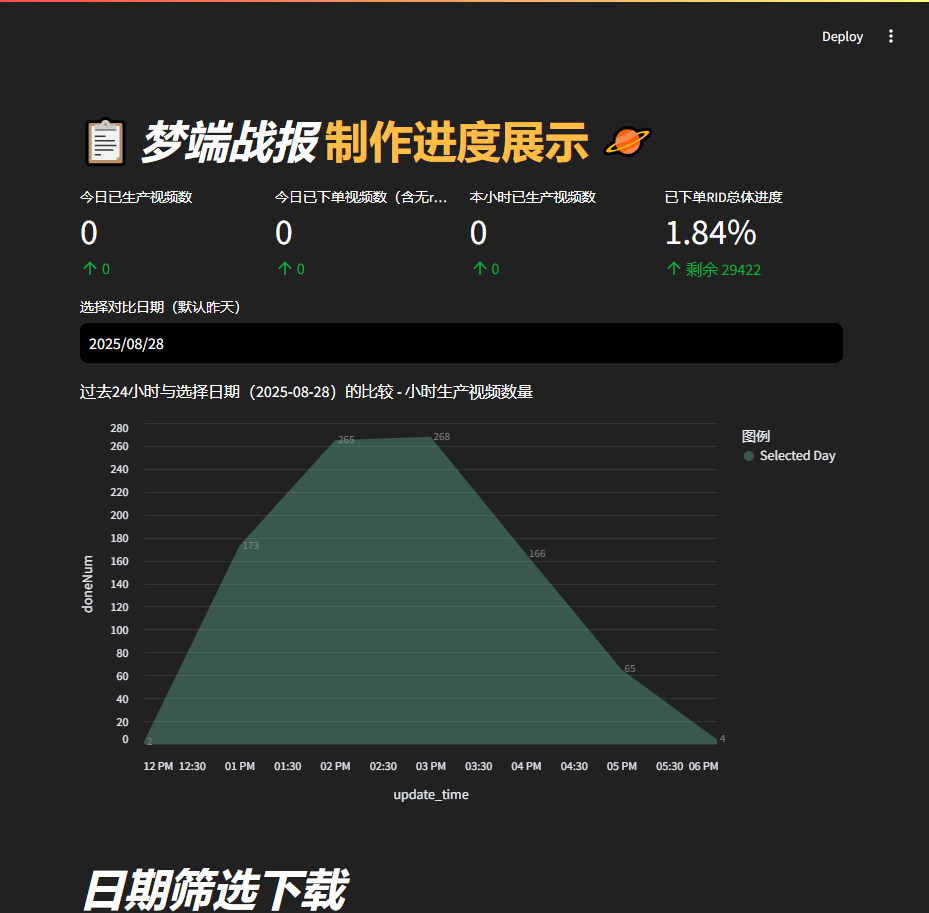 Deploy
梦端战报 制作进度展示
今日已生产视频数
0
↑ 0
今日已下单视频数（含无r...
0
↑ 0
本小时已生产视频数
0
↑ 0
已下单RID总体进度
1.84%
↑ 剩余 29422
选择对比日期（默认昨天）
2025/08/28
过去24小时与选择日期（2025-08-28）的比较 - 小时生产视频数量
图例
Selected Day
doneNum
280
260
240
220
200
180
160
140
120
100
80
60
40
20
0
2
173
265
268
166
65
4
12 PM 12:30 01 PM 01:30 02 PM 02:30 03 PM 03:30 04 PM 04:30 05 PM 05:30 06 PM
update_time
日期筛选下载